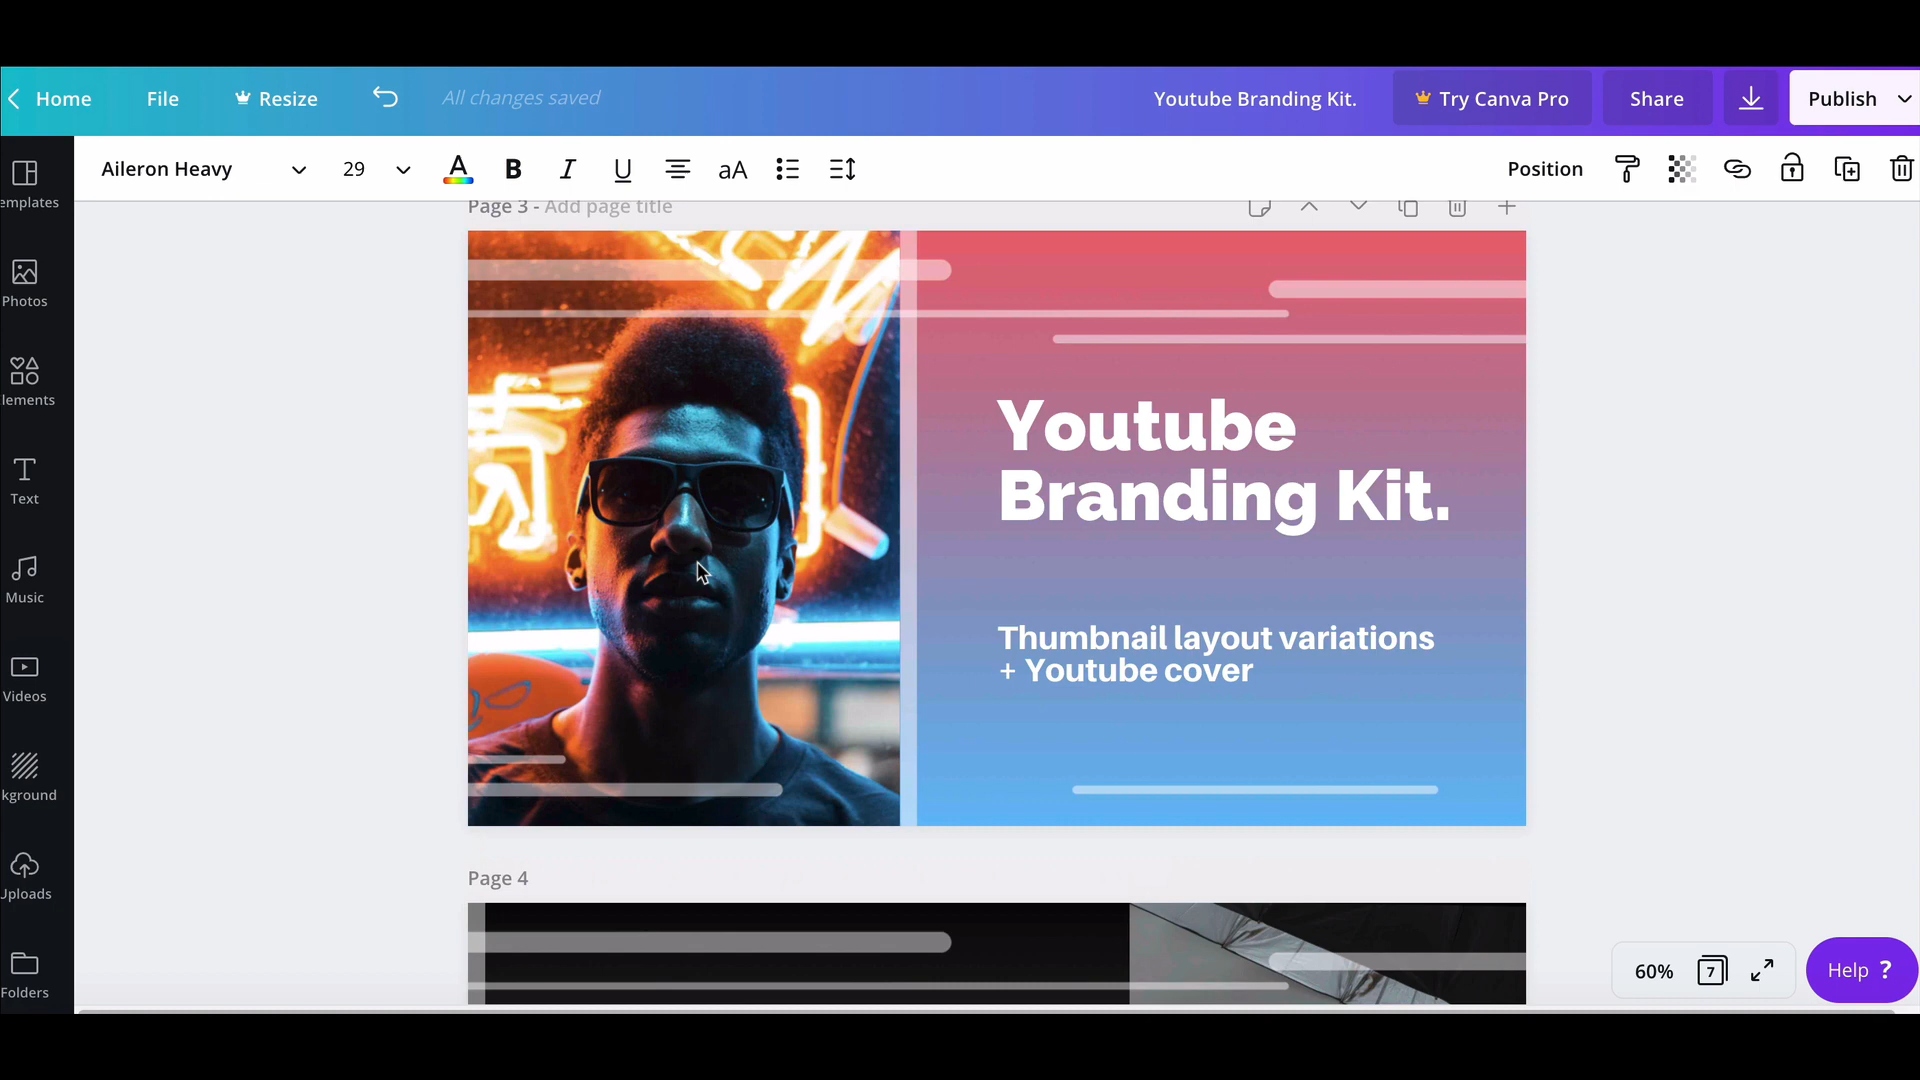 Home
File
Resize
All changes saved
Youtube Branding Kit.
Try Canva Pro
Share
Publish
Aileron Heavy
29
A
B
I
U
aA
Position
emplates
Photos
lements
Text
Music
Videos
kground
Uploads
Folders
Page 3 - Add page title
Youtube
Branding Kit.
Thumbnail layout variations
+ Youtube cover
Page 4
60%
7
Help ?